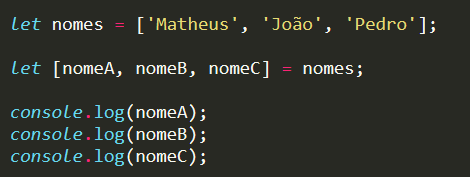 let nomes = ['Matheus', 'João', 'Pedro'];
let [nomeA, nomeB, nomeC] = nomes;
console.log(nomeA);
console.log(nomeB);
console.log(nomeC);